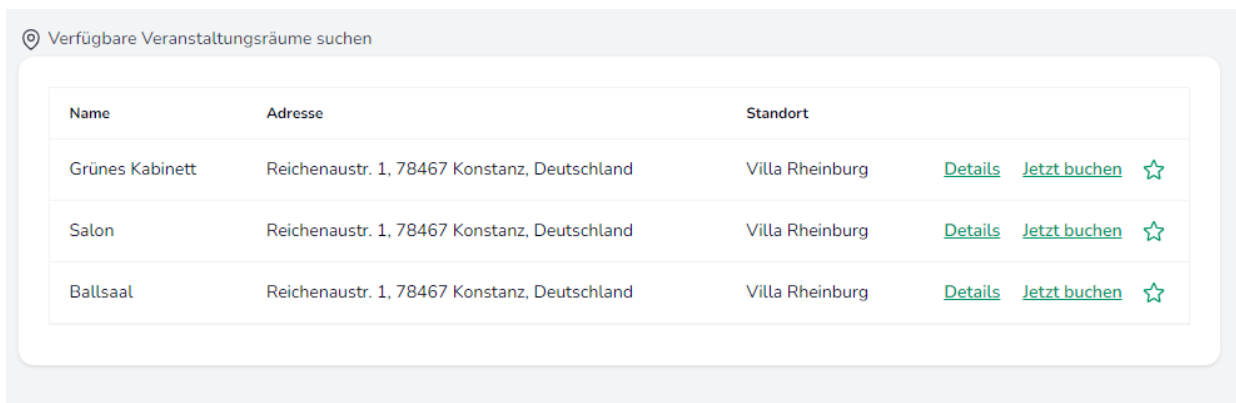 Verfügbare Veranstaltungsräume suchen
Name Adresse Standort
Grünes Kabinett Reichenaustr. 1, 78467 Konstanz, Deutschland Villa Rheinburg Details Jetzt buchen
Salon Reichenaustr. 1, 78467 Konstanz, Deutschland Villa Rheinburg Details Jetzt buchen
Ballsaal Reichenaustr. 1, 78467 Konstanz, Deutschland Villa Rheinburg Details Jetzt buchen